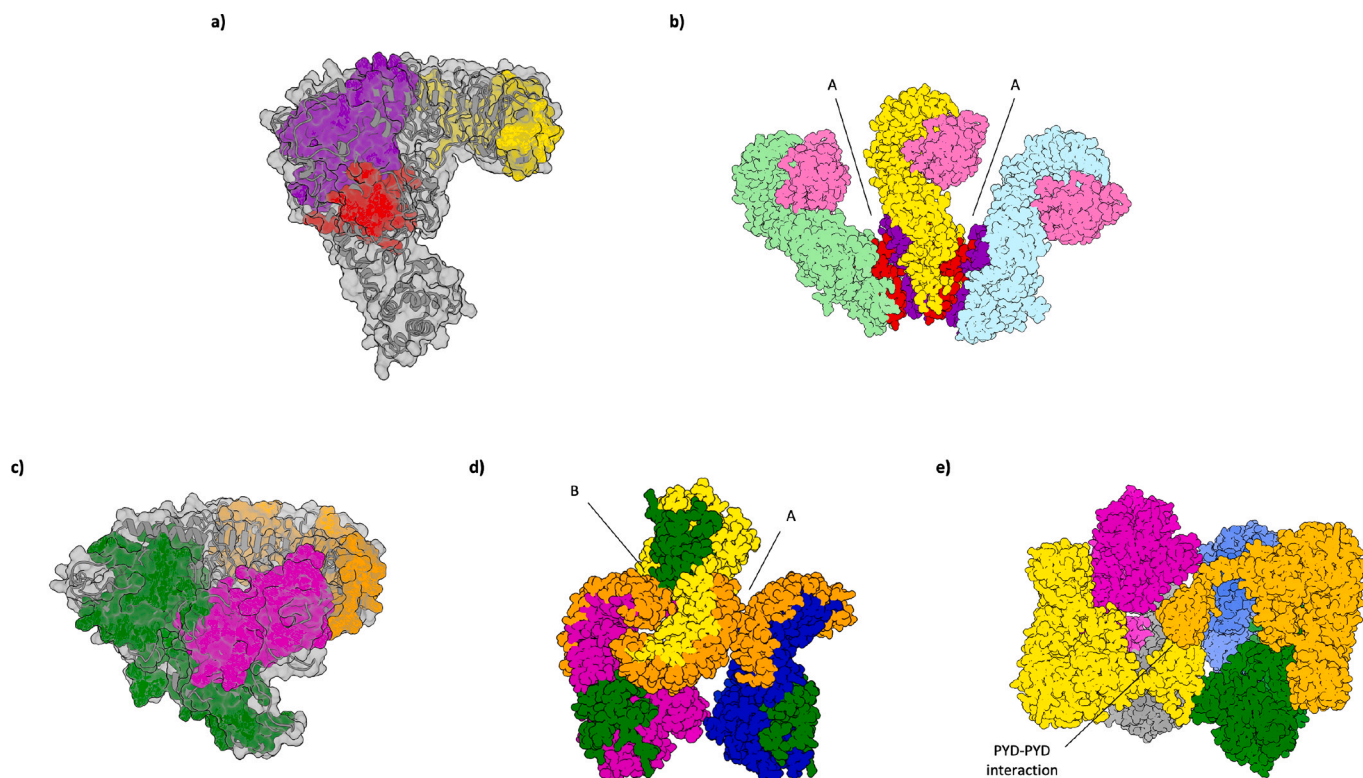 a)
b)
A
A
c)
d)
e)
B
A
PYD-PYD
interaction